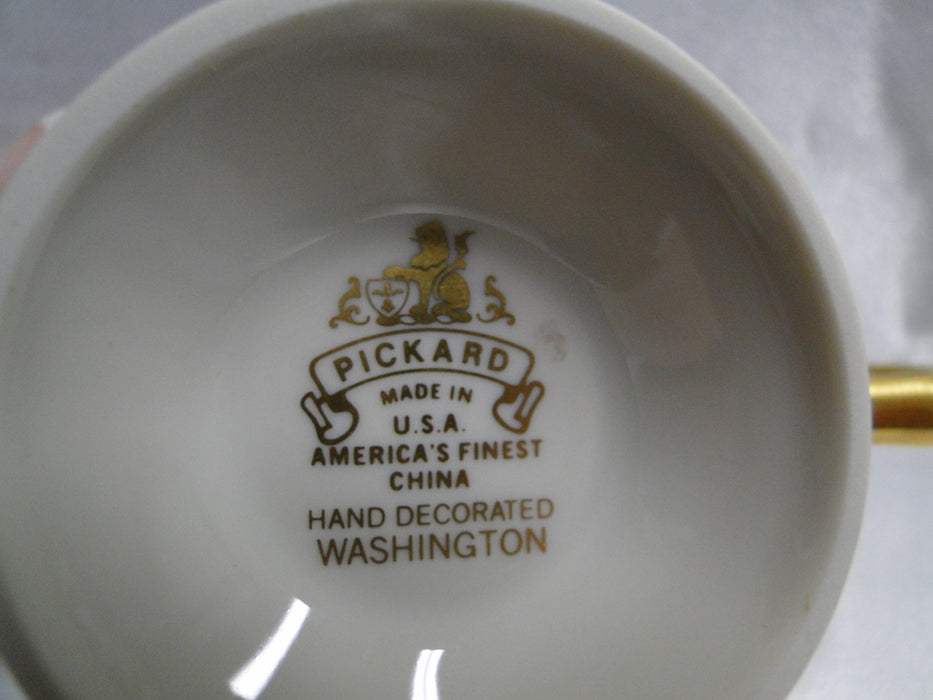 PICKARD
MADE IN
U.S.A.
AMERICA'S FINEST
CHINA
HAND DECORATED
WASHINGTON